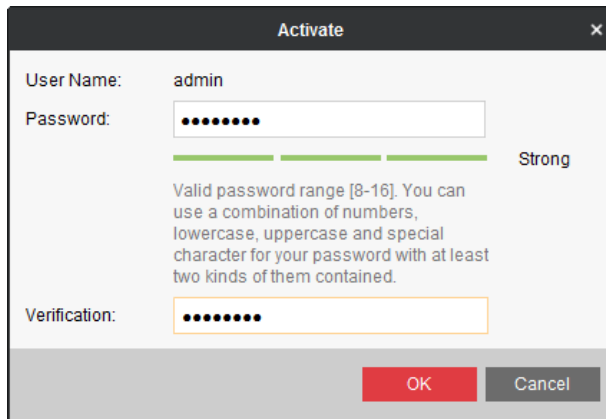 Activate ×
User Name: admin
Password: ●●●●●●●●
Strong
Valid password range [8-16]. You can
use a combination of numbers,
lowercase, uppercase and special
character for your password with at least
two kinds of them contained.
Verification: ●●●●●●●●
OK Cancel